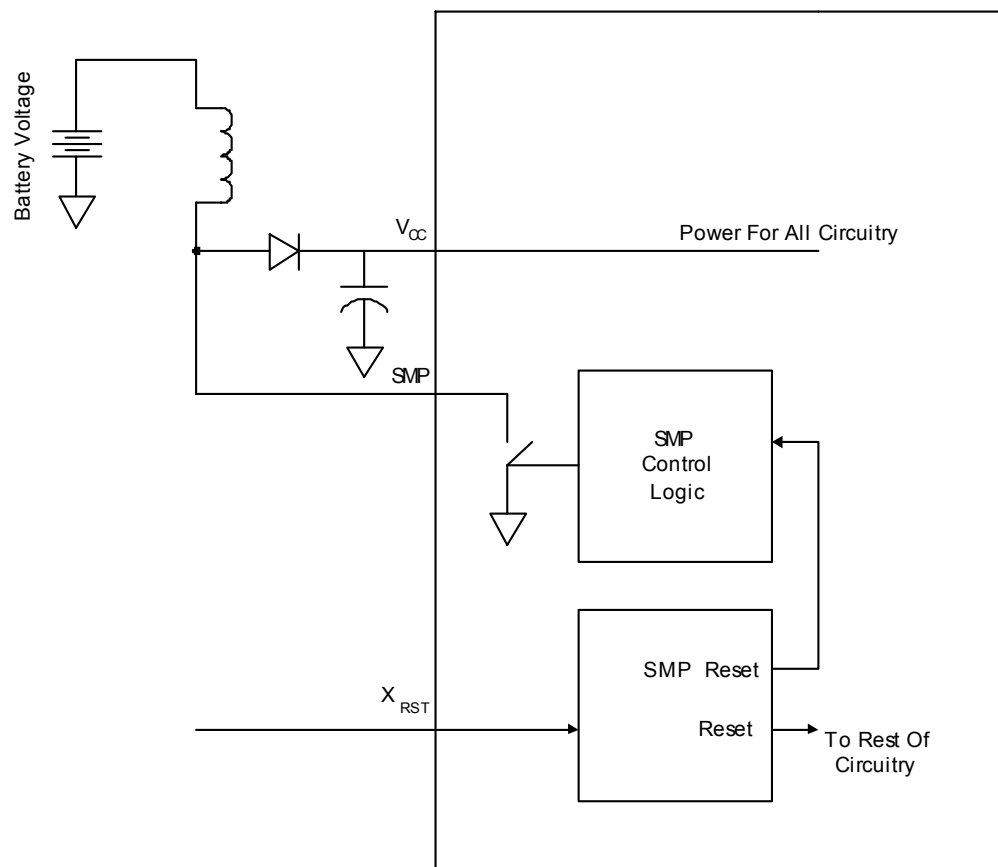 Battery Voltage
VCC
Power For All Circuitry
SMP
SMP
Control
Logic
SMP Reset
XRST
Reset
To Rest Of
Circuitry